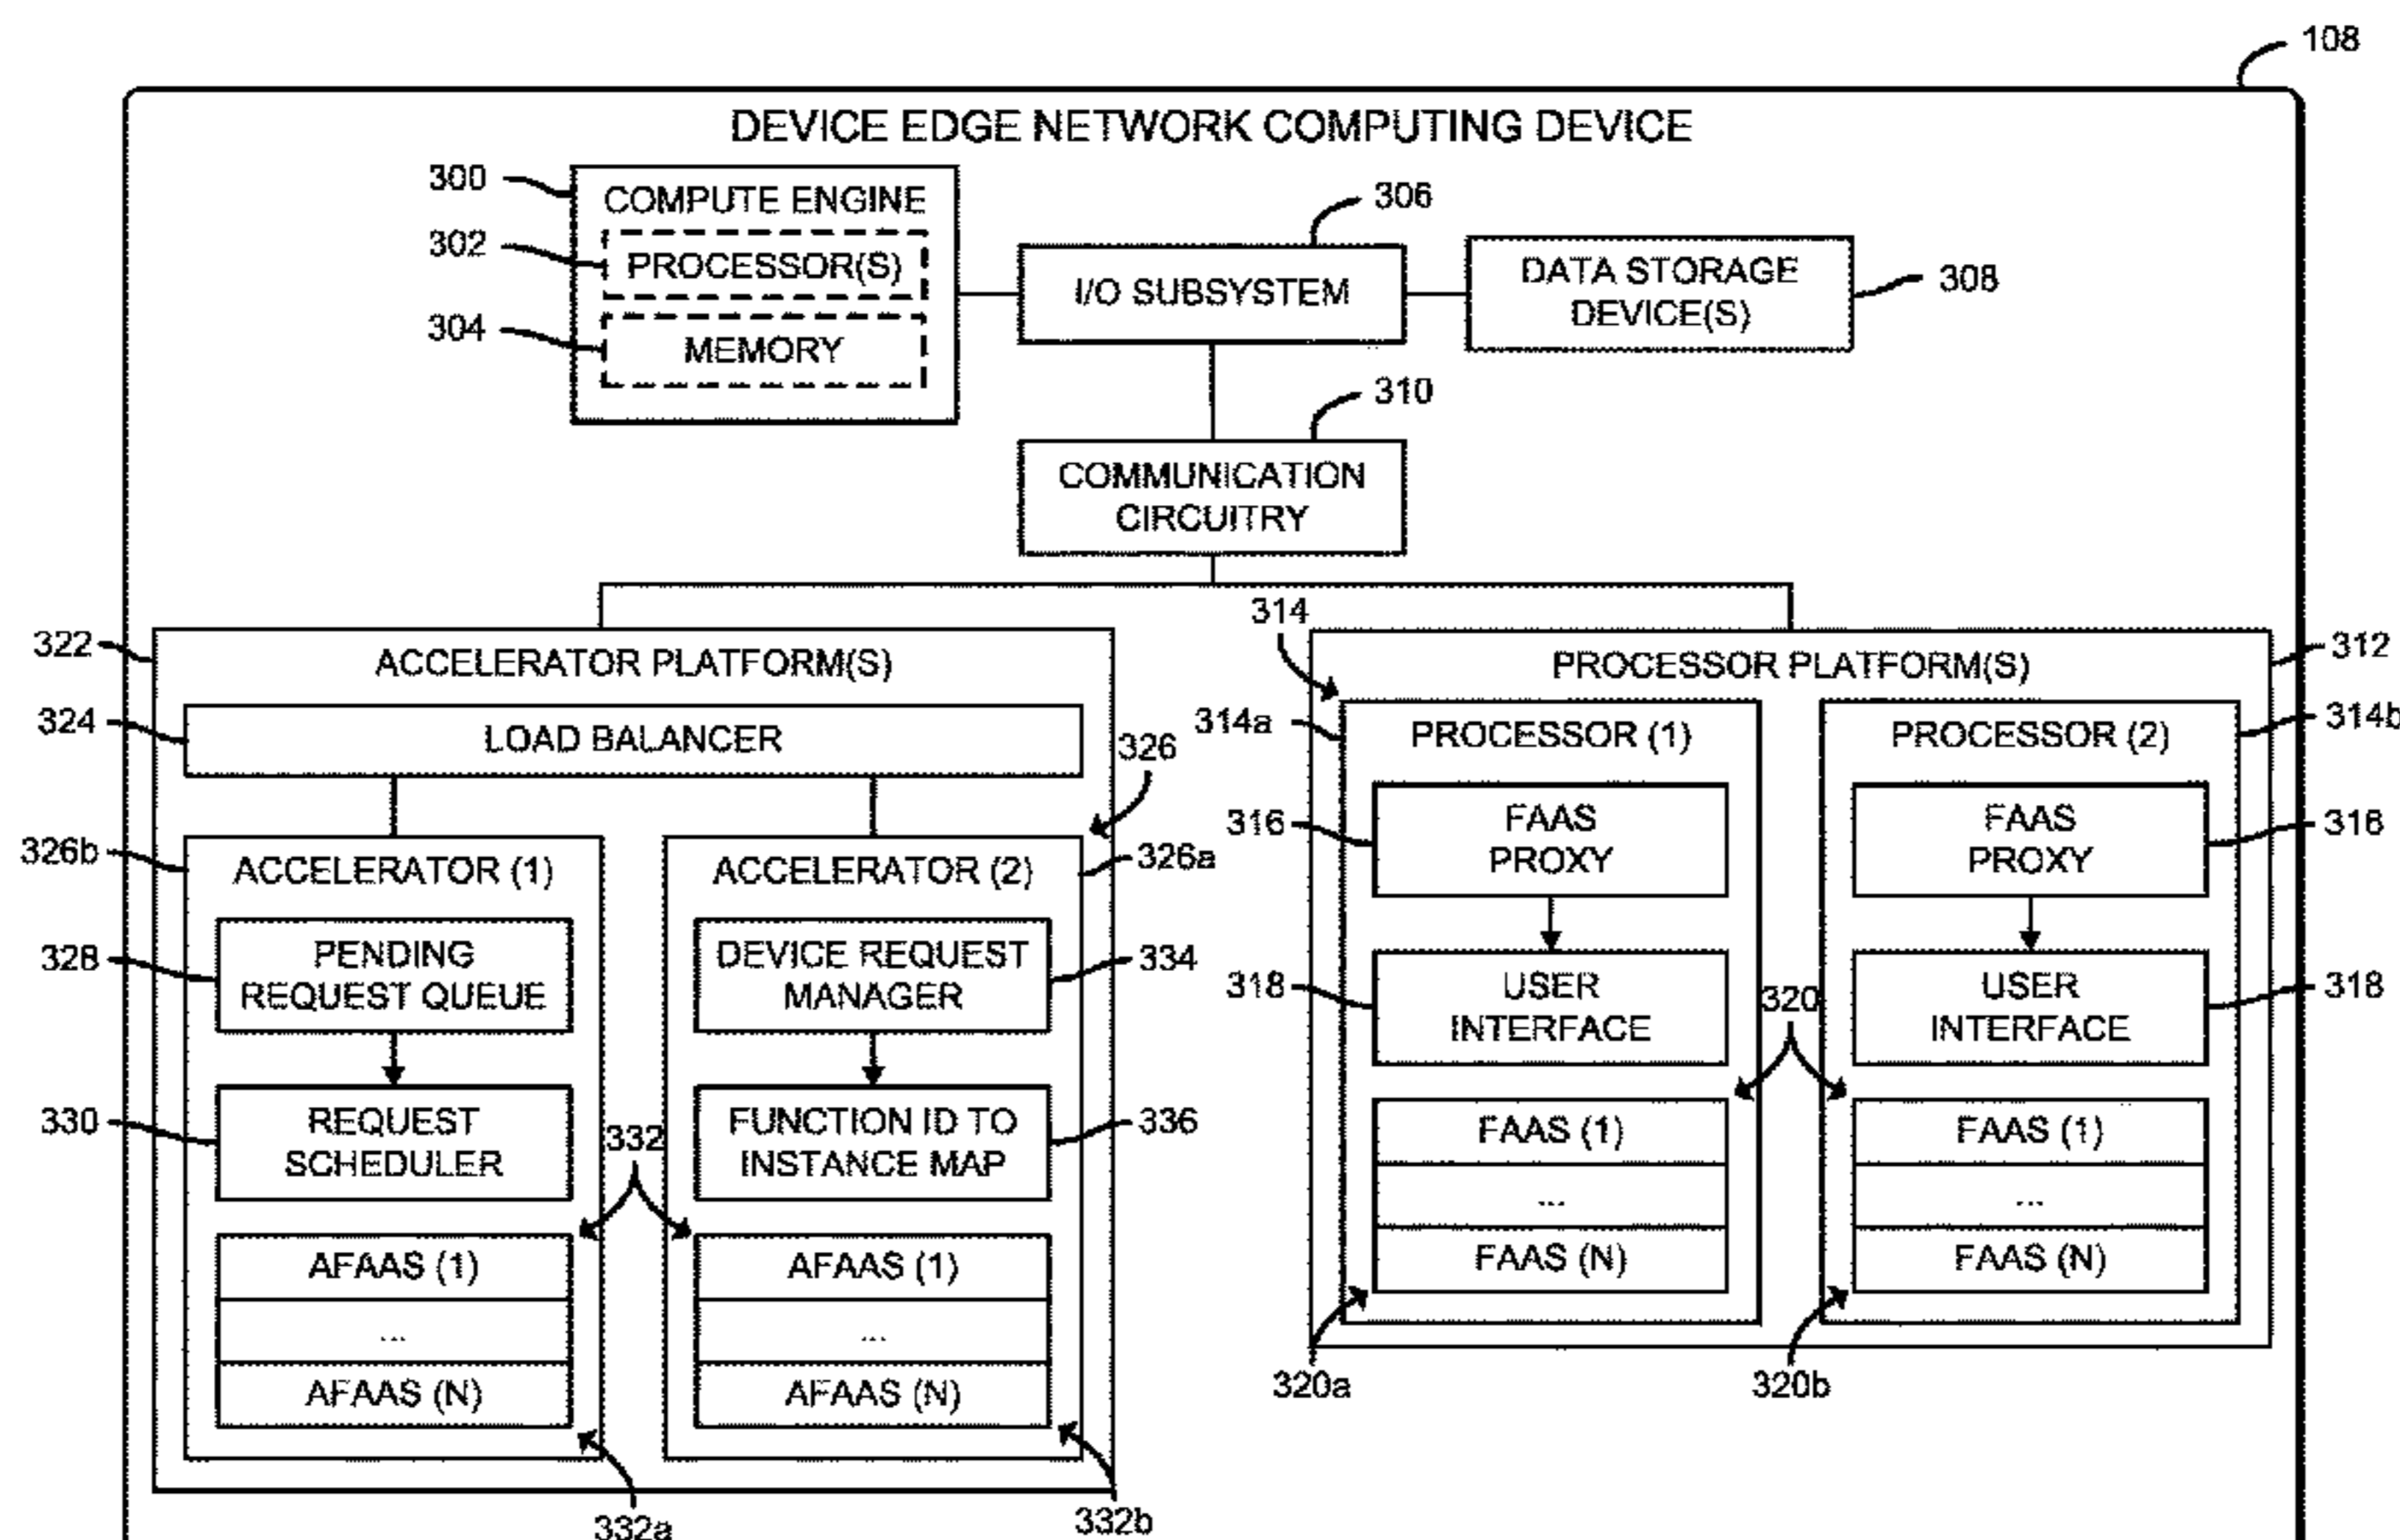 108
DEVICE EDGE NETWORK COMPUTING DEVICE
300
COMPUTE ENGINE
302
PROCESSOR(S)
304
MEMORY
306
I/O SUBSYSTEM
DATA STORAGE
DEVICE(S)
308
310
COMMUNICATION
CIRCUITRY
322
ACCELERATOR PLATFORM(S)
324
LOAD BALANCER
326
326b
ACCELERATOR (1)
328
PENDING
REQUEST QUEUE
330
REQUEST
SCHEDULER
332
AFAAS (1)
...
AFAAS (N)
332a
ACCELERATOR (2)
326a
DEVICE REQUEST
MANAGER
334
FUNCTION ID TO
INSTANCE MAP
336
AFAAS (1)
...
AFAAS (N)
332b
314
PROCESSOR PLATFORM(S)
312
314a
PROCESSOR (1)
316
FAAS
PROXY
318
USER
INTERFACE
320
FAAS (1)
...
FAAS (N)
320a
PROCESSOR (2)
314b
FAAS
PROXY
316
USER
INTERFACE
318
FAAS (1)
...
FAAS (N)
320b